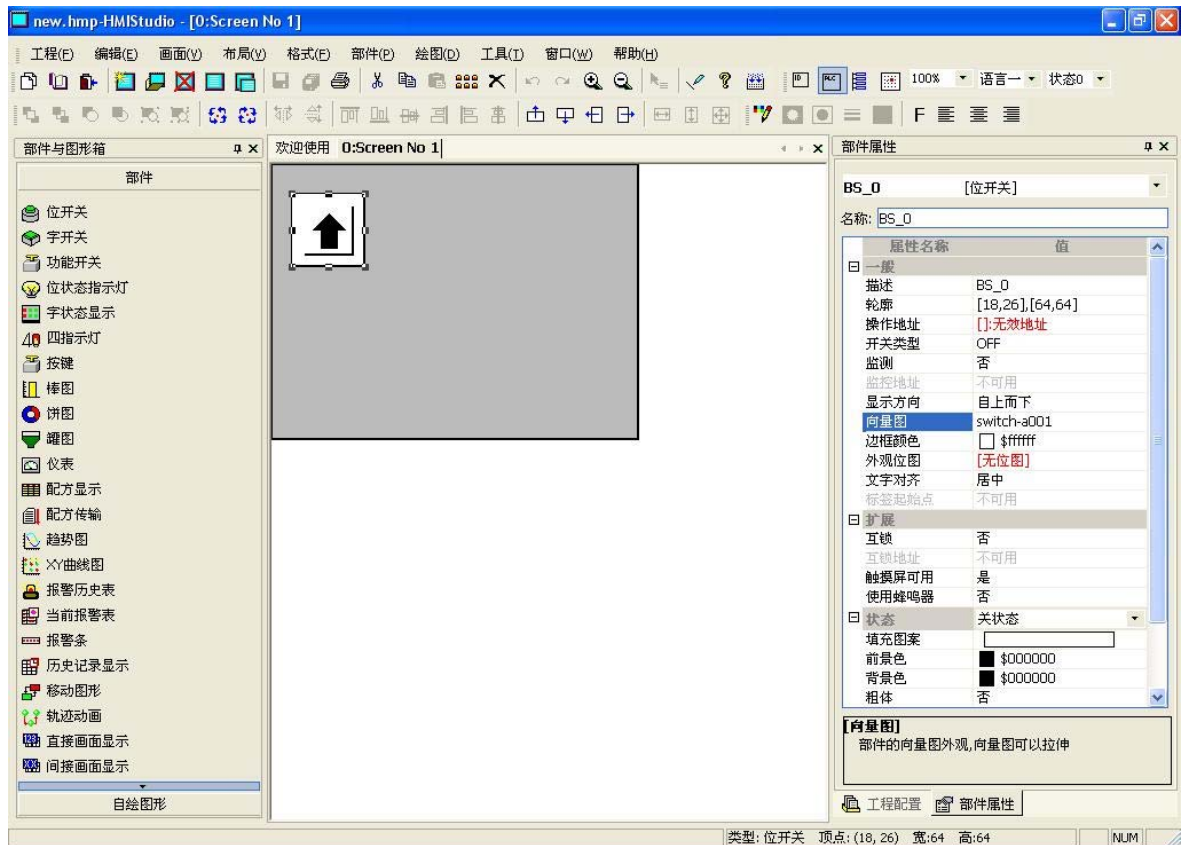 new.hmp-HMIStudio - [0:Screen No 1]
工程(F) 编辑(E) 画面(V) 布局(V) 格式(F) 部件(P) 绘图(D) 工具(T) 窗口(W) 帮助(H)
100% 语言一 状态0
部件与图形箱
欢迎使用 0:Screen No 1
部件属性
部件
位开关
字开关
功能开关
位状态指示灯
字状态显示
四指示灯
按键
棒图
饼图
罐图
仪表
配方显示
配方传输
趋势图
XY曲线图
报警历史表
当前报警表
报警条
历史记录显示
移动图形
轨迹动画
直接画面显示
间接画面显示
自绘图形
BS_0 [位开关]
名称: BS_0
属性名称 值
一般
描述 BS_0
轮廓 [18,26],[64,64]
操作地址 []:无效地址
开关类型 OFF
监测 否
监控地址 不可用
显示方向 自上而下
向量图 switch-a001
边框颜色 $ffffff
外观位图 [无位图]
文字对齐 居中
标签起始点 不可用
扩展
互锁 否
互锁地址 不可用
触摸屏可用 是
使用蜂鸣器 否
状态 关状态
填充图案
前景色 $000000
背景色 $000000
粗体 否
[向量图]
部件的向量图外观,向量图可以拉伸
工程配置 部件属性
类型: 位开关 顶点: (18, 26) 宽:64 高:64 NUM